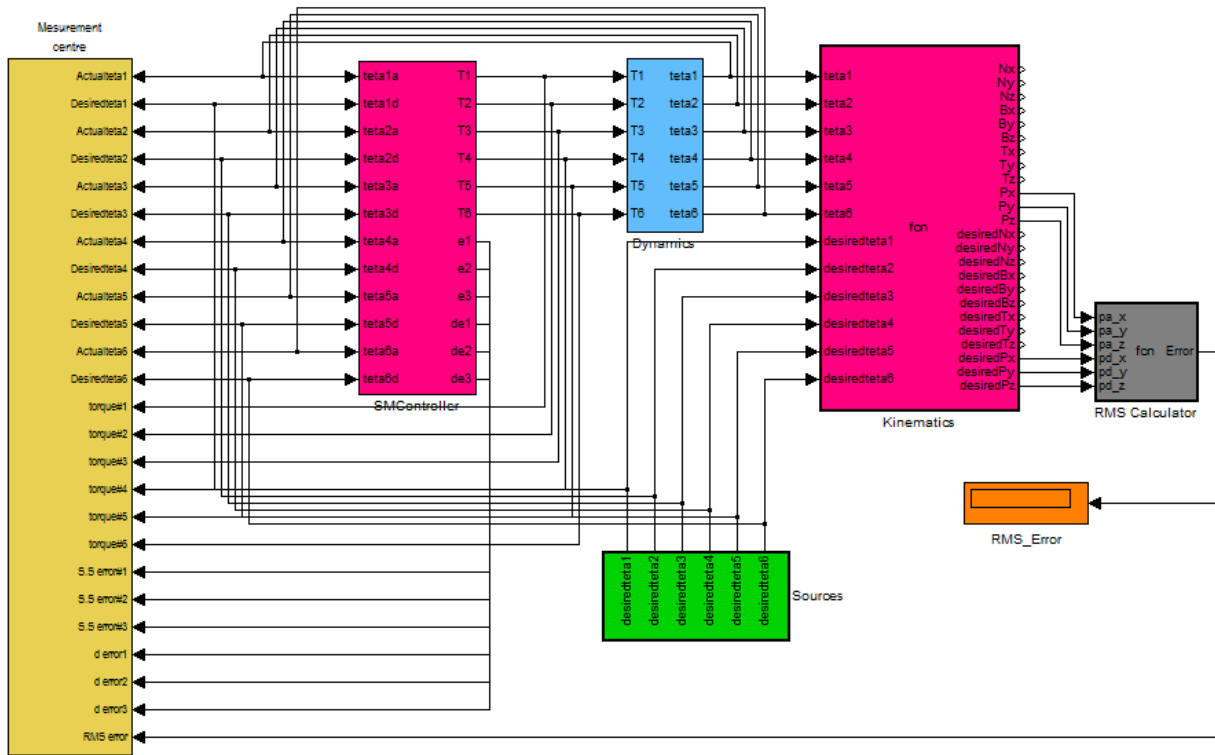 Mesurement
centre
Actualteta1
Desiredteta1
Actualteta2
Desiredteta2
Actualteta3
Desiredteta3
Actualteta4
Desiredteta4
Actualteta5
Desiredteta5
Actualteta6
Desiredteta6
torque#1
torque#2
torque#3
torque#4
torque#5
torque#6
S.S error#1
S.S error#2
S.S error#3
d error1
d error2
d error3
RMS error
teta1a
teta1d
teta2a
teta2d
teta3a
teta3d
teta4a
teta4d
teta5a
teta5d
teta6a
teta6d
T1
T2
T3
T4
T5
T6
e1
e2
e3
de1
de2
de3
SMController
T1
T2
T3
T4
T5
T6
teta1
teta2
teta3
teta4
teta5
teta6
Dynamics
teta1
teta2
teta3
teta4
teta5
teta6
desiredteta1
desiredteta2
desiredteta3
desiredteta4
desiredteta5
desiredteta6
fcn
Nx
Ny
Nz
Bx
By
Bz
Tx
Ty
Tz
Px
Py
Pz
desiredNx
desiredNy
desiredNz
desiredBx
desiredBy
desiredBz
desiredTx
desiredTy
desiredTz
desiredPx
desiredPy
desiredPz
Kinematics
pa_x
pa_y
pa_z
pd_x
pd_y
pd_z
fcn
Error
RMS Calculator
RMS_Error
desiredteta1
desiredteta2
desiredteta3
desiredteta4
desiredteta5
desiredteta6
Sources